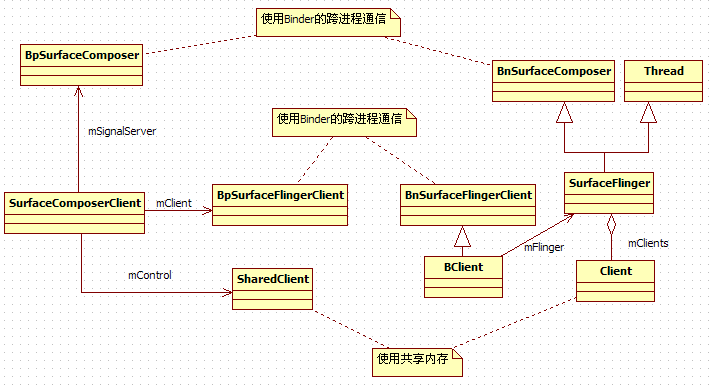 使用Binder的跨进程通信
BpSurfaceComposer
BnSurfaceComposer
Thread
mSignalServer
使用Binder的跨进程通信
SurfaceComposerClient
mClient
BpSurfaceFlingerClient
BnSurfaceFlingerClient
SurfaceFlinger
mFlinger
mClients
mControl
SharedClient
BClient
Client
使用共享内存